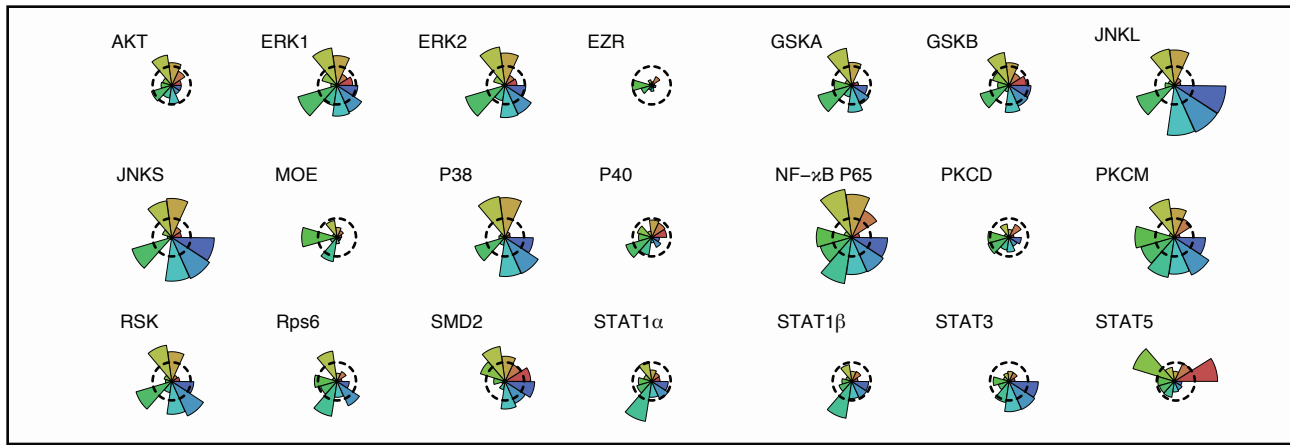 AKT ERK1 ERK2 EZR GSKA GSKB JNKL
JNKS MOE P38 P40 NF−ϰB P65 PKCD PKCM
RSK Rps6 SMD2 STAT1α STAT1β STAT3 STAT5